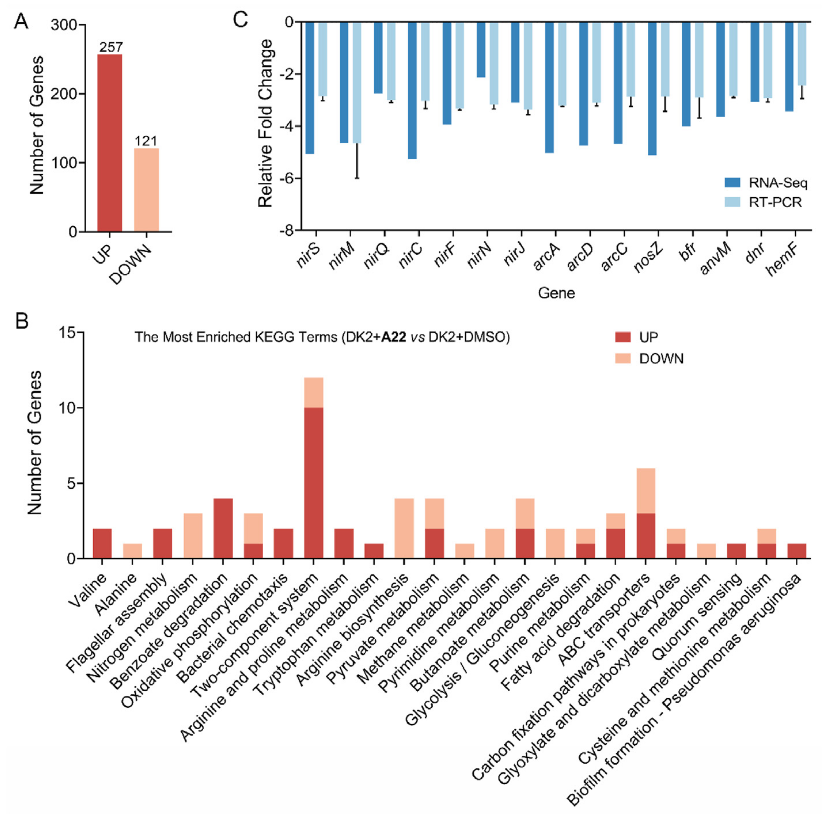 A
Number of Genes
300
200
100
0
257
121
UP
DOWN
C
Relative Fold Change
0
-2
-4
-6
-8
RNA-Seq
RT-PCR
nirS
nirM
nirQ
nirC
nirF
nirN
nirJ
arcA
arcD
arcC
nosZ
bfr
anvM
dnr
hemF
Gene
B
The Most Enriched KEGG Terms (DK2+A22 vs DK2+DMSO)
UP
DOWN
Number of Genes
15
10
5
0
Valine
Alanine
Flagellar assembly
Nitrogen metabolism
Benzoate degradation
Oxidative phosphorylation
Bacterial chemotaxis
Two-component system
Arginine and proline metabolism
Tryptophan metabolism
Arginine biosynthesis
Pyruvate metabolism
Methane metabolism
Pyrimidine metabolism
Butanoate metabolism
Glycolysis / Gluconeogenesis
Purine metabolism
Fatty acid degradation
ABC transporters
Carbon fixation pathways in prokaryotes
Glyoxylate and dicarboxylate metabolism
Quorum sensing
Cysteine and methionine metabolism
Biofilm formation - Pseudomonas aeruginosa